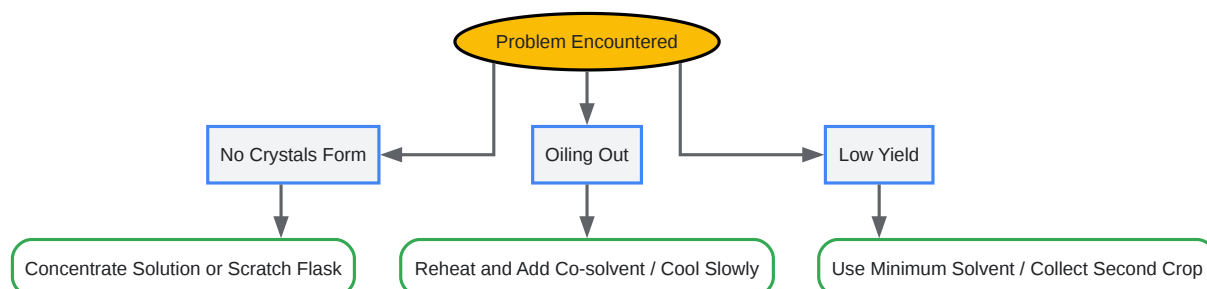 Problem Encountered
No Crystals Form
Oiling Out
Low Yield
Concentrate Solution or Scratch Flask
Reheat and Add Co-solvent / Cool Slowly
Use Minimum Solvent / Collect Second Crop